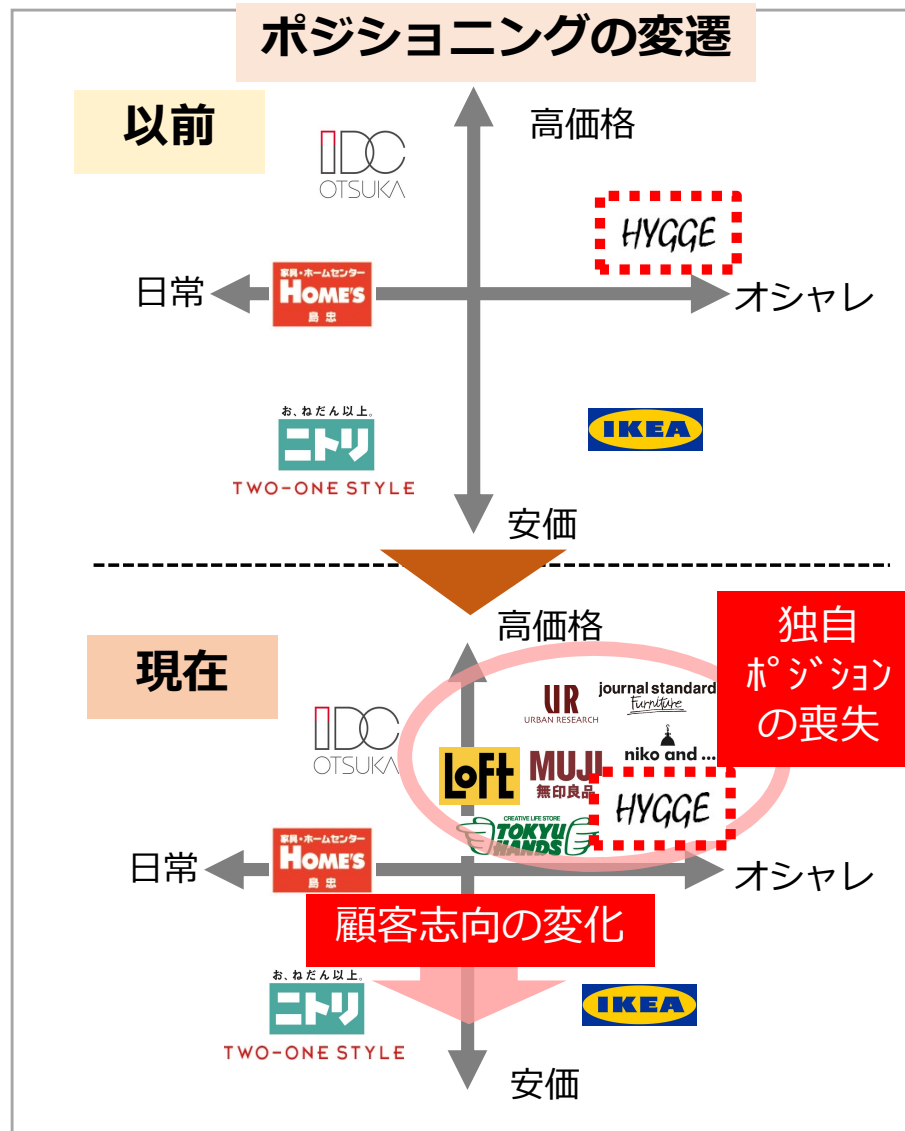 ポジショニングの変遷
以前
高価格
IDC
OTSUKA
HYGGE
日常
家具・ホームセンター
HOME'S
島忠
オシャレ
お、ねだん以上。
ニトリ
TWO-ONE STYLE
IKEA
安価
現在
高価格
独自
ﾎﾟｼﾞｼｮﾝ
の喪失
UR
URBAN RESEARCH
journal standard
Furniture
niko and ...
IDC
OTSUKA
LOFT
MUJI
無印良品
HYGGE
CREATIVE LIFE STORE
TOKYU
HANDS
日常
家具・ホームセンター
HOME'S
島忠
オシャレ
顧客志向の変化
お、ねだん以上。
ニトリ
TWO-ONE STYLE
IKEA
安価